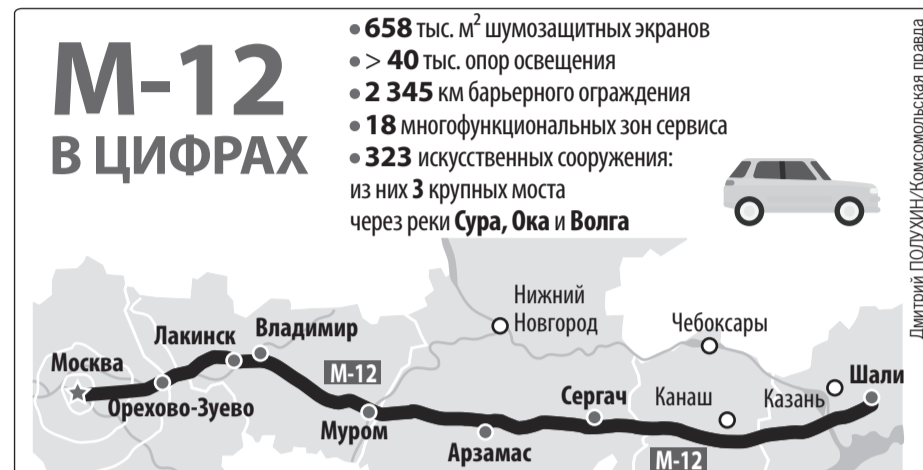 М-12
В ЦИФРАХ
• 658 тыс. м² шумозащитных экранов
• > 40 тыс. опор освещения
• 2 345 км барьерного ограждения
• 18 многофункциональных зон сервиса
• 323 искусственных сооружения:
из них 3 крупных моста
через реки Сура, Ока и Волга
Дмитрий ПОЛУХИН/Комсомольская правда
Нижний
Новгород
Чебоксары
Лакинск
Владимир
Москва
М-12
Шали
Орехово-Зуево
Сергач
Канаш
Казань
Муром
Арзамас
М-12